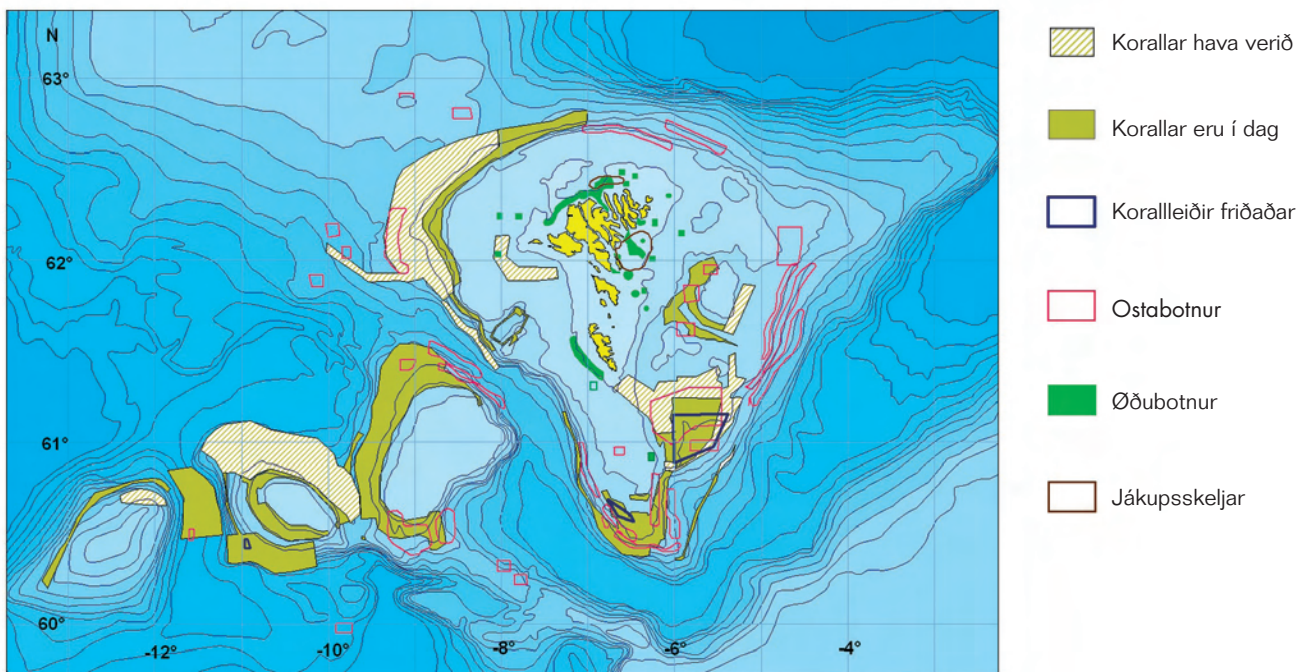 N
63°
62°
61°
60°
-12°
-10°
-8°
-6°
-4°
Korallar hava verið
Korallar eru í dag
Korallleiðir friðaðar
Ostabotnur
Øðubotnur
Jákupsskeljar